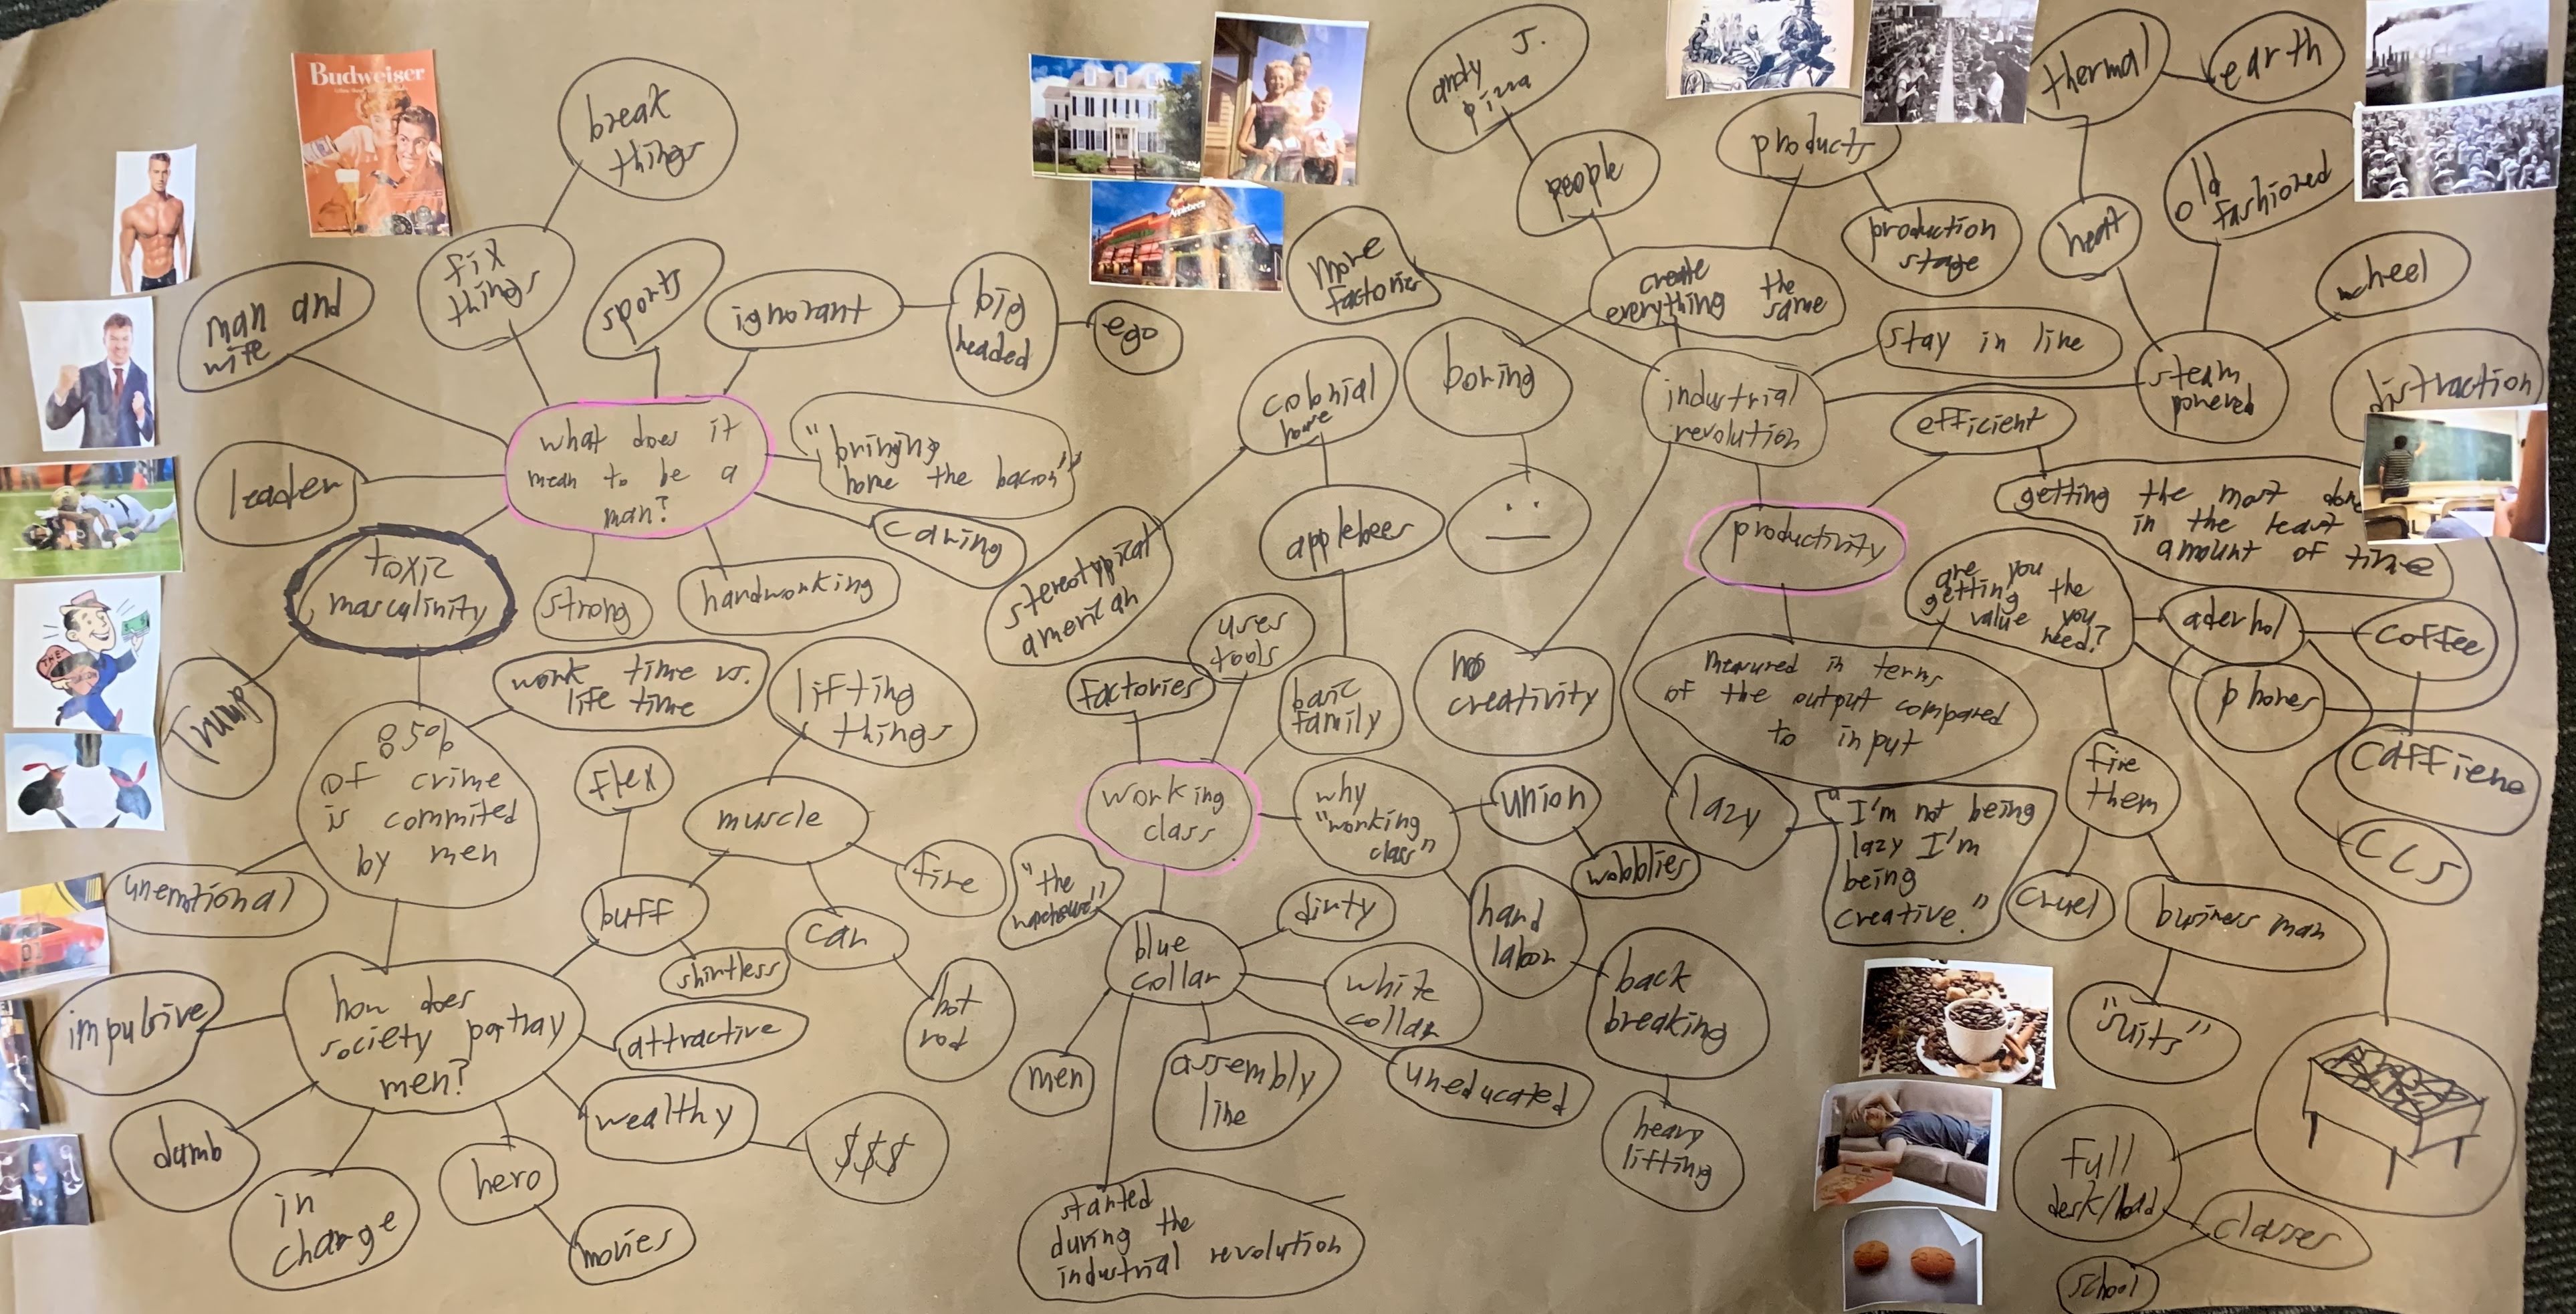 Budweiser
break
things
fix
things
sports
ignorant
big
headed
ego
man and
wife
what does it
mean to be a
man?
"bringing
home the bacon"
leader
caring
toxic
masculinity
strong
hardworking
Trump
work time vs.
life time
85%
of crime
is commited
by men
unemotional
lifting
things
flex
muscle
fire
buff
car
shirtless
hot
rod
how does
society portray
men?
impulsive
attractive
wealthy
$$$
dumb
in
charge
hero
movies
THE
01
Applebee's
colonial
home
applebees
stereotypical
american
uses
tools
factories
basic
family
working
class
why
"working
class"
union
wobblies
hard
labor
back
breaking
heavy
lifting
"the
warehouse"
blue
collar
dirty
white
collar
uneducated
men
assembly
line
started
during the
industrial revolution
andy J.
pizza
people
products
production
stage
create
everything the
same
more
factories
boring
industrial
revolution
stay in line
no
creativity
thermal
earth
heat
old
fashioned
wheel
steam
powered
distraction
efficient
getting the most done
in the least
amount of time
productivity
are you
getting the
value you
need?
aderhol
coffee
phones
caffiene
CLS
measured in terms
of the output compared
to input
lazy
"I'm not being
lazy I'm
being
creative."
fire
them
cruel
business man
"suits"
full
desk/load
classes
school